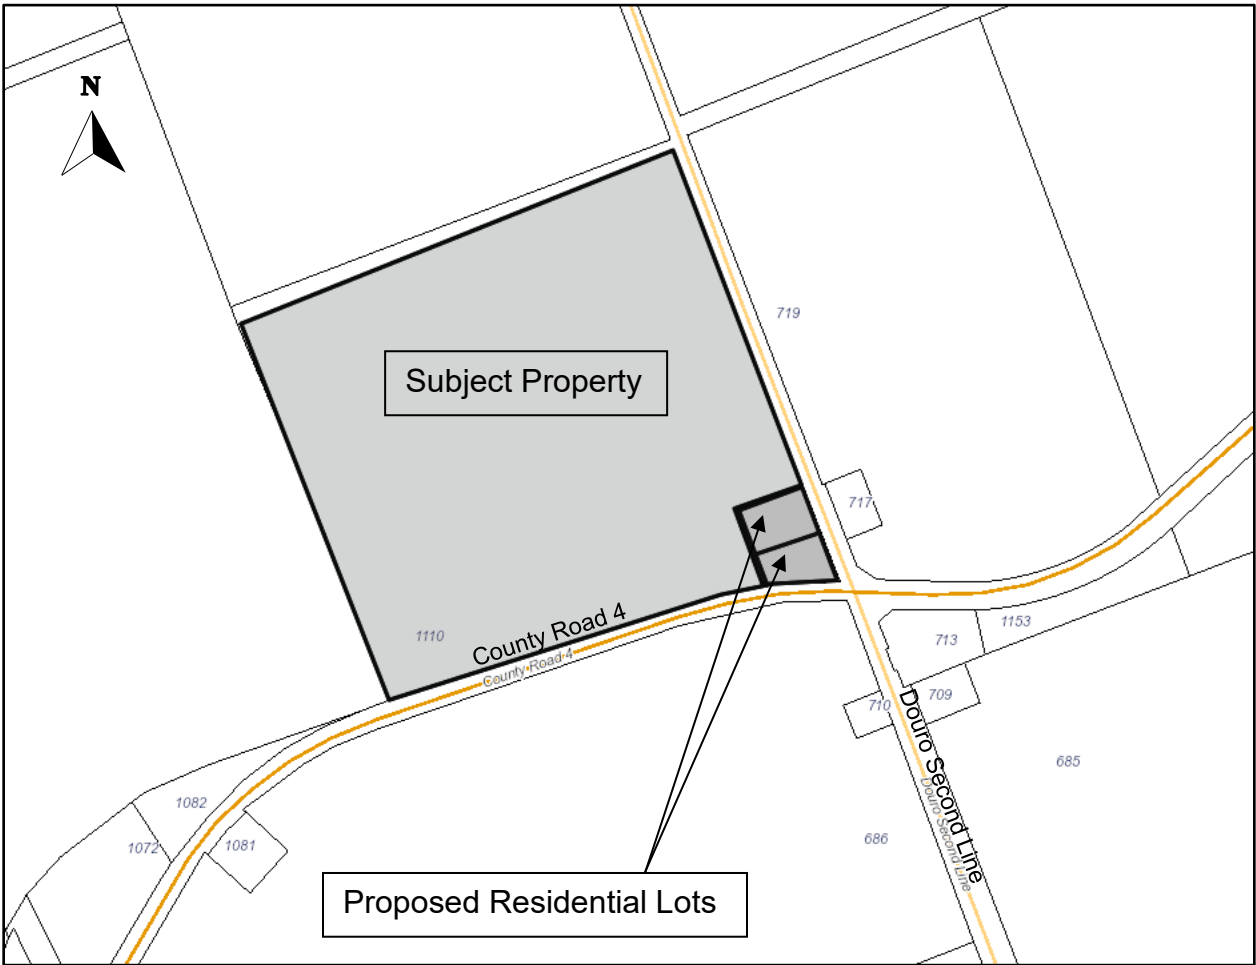 N
719
Subject Property
717
County Road 4
1110
County Road 4
1153
713
709
710
Douro Second Line
Douro Second Line
685
1082
686
1072
1081
Proposed Residential Lots